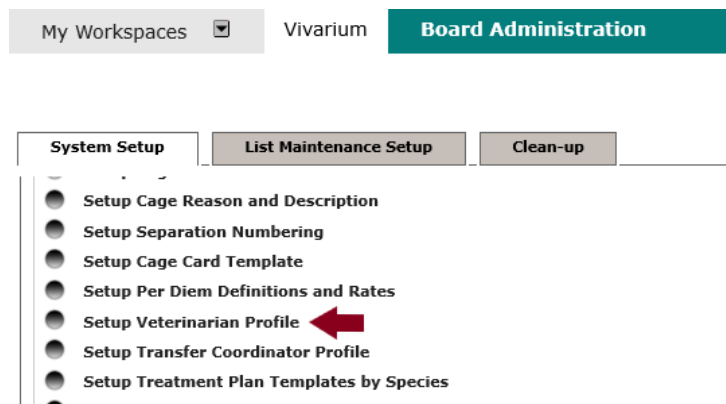 My Workspaces Vivarium Board Administration
System Setup List Maintenance Setup Clean-up
Setup Cage Reason and Description
Setup Separation Numbering
Setup Cage Card Template
Setup Per Diem Definitions and Rates
Setup Veterinarian Profile
Setup Transfer Coordinator Profile
Setup Treatment Plan Templates by Species